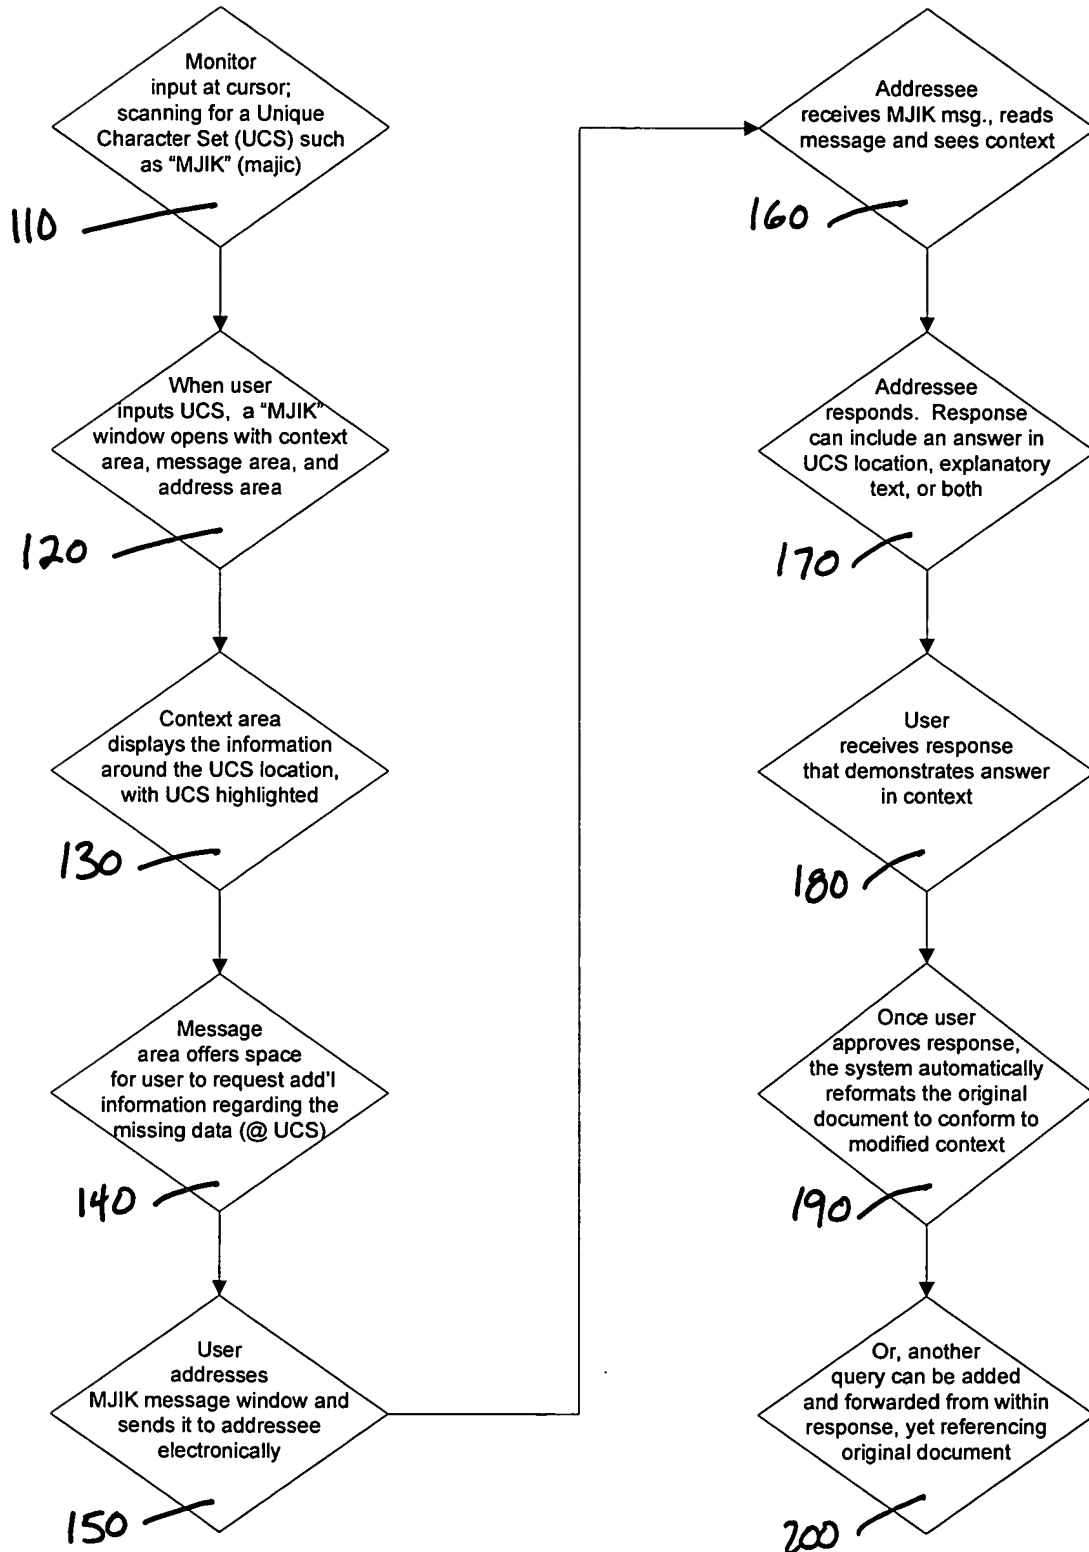 Monitor
input at cursor;
scanning for a Unique
Character Set (UCS) such
as "MJIK" (majic)
110
When user
inputs UCS, a "MJIK"
window opens with context
area, message area, and
address area
120
Context area
displays the information
around the UCS location,
with UCS highlighted
130
Message
area offers space
for user to request add'l
information regarding the
missing data (@ UCS)
140
User
addresses
MJIK message window and
sends it to addressee
electronically
150
Addressee
receives MJIK msg., reads
message and sees context
160
Addressee
responds. Response
can include an answer in
UCS location, explanatory
text, or both
170
User
receives response
that demonstrates answer
in context
180
Once user
approves response,
the system automatically
reformats the original
document to conform to
modified context
190
Or, another
query can be added
and forwarded from within
response, yet referencing
original document
200